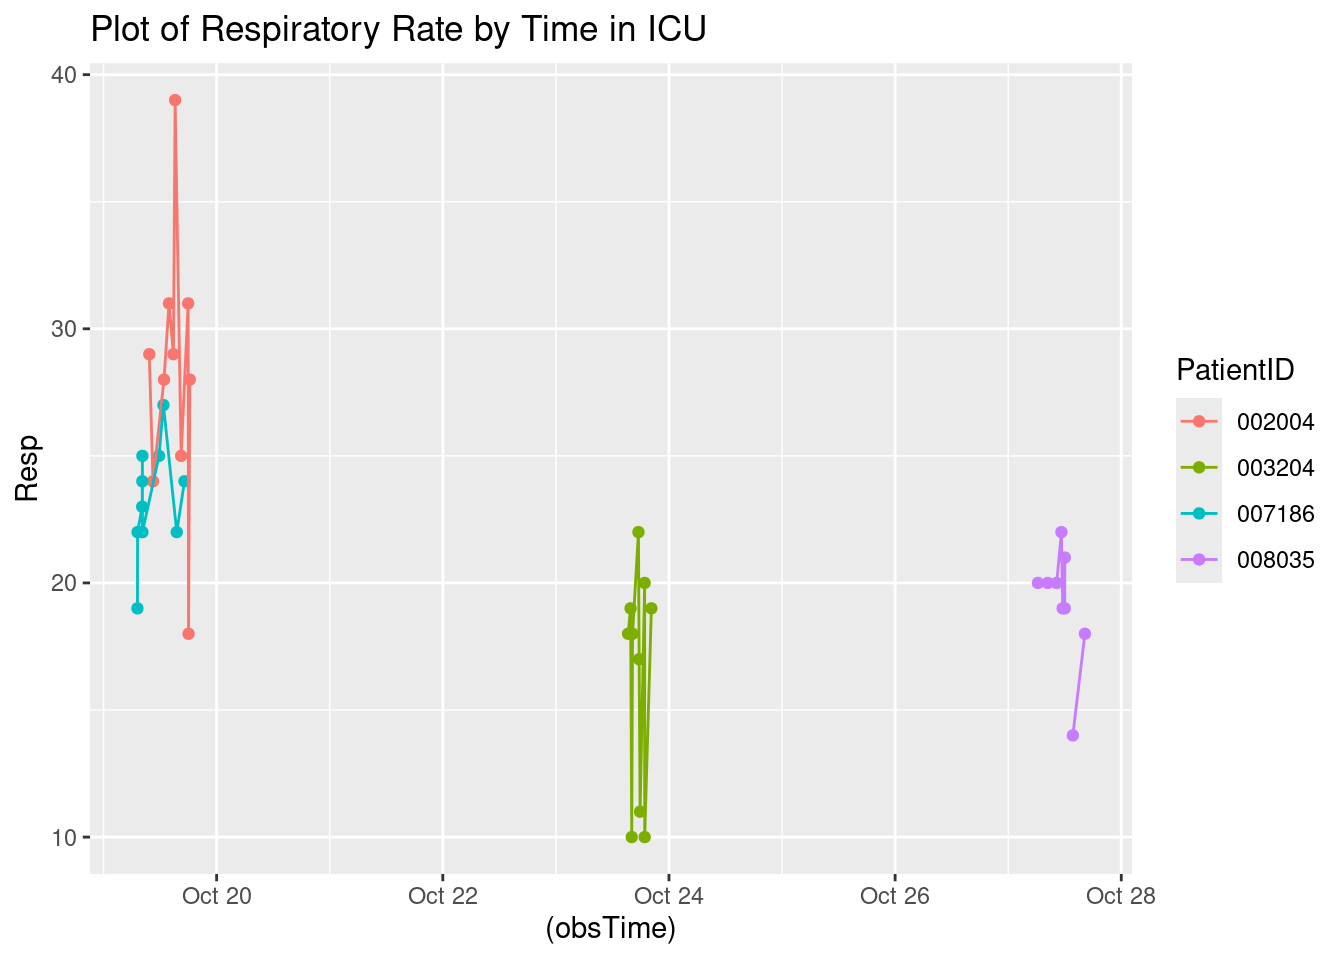 Plot of Respiratory Rate by Time in ICU
40
30
20
10
Resp
Oct 20
Oct 22
Oct 24
Oct 26
Oct 28
(obsTime)
PatientID
002004
003204
007186
008035